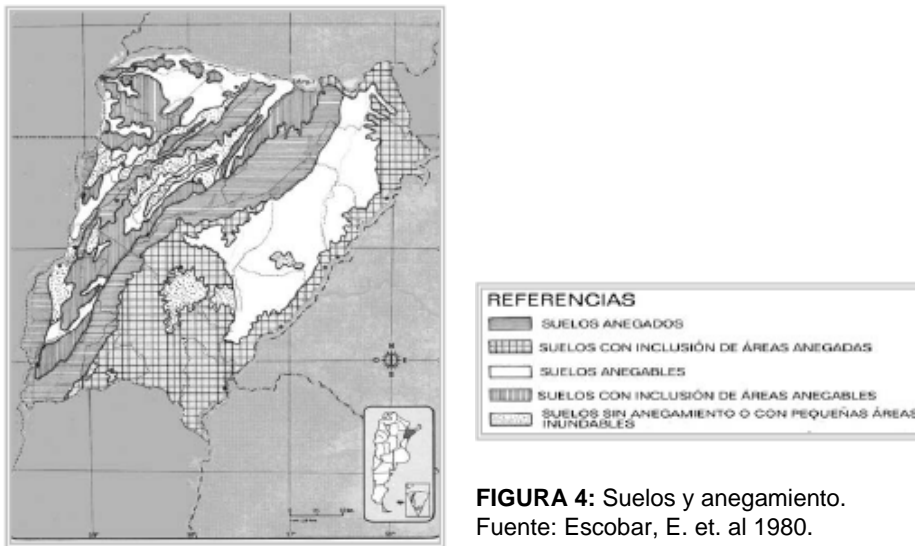 REFERENCIAS
SUELOS ANEGADOS
SUELOS CON INCLUSIÓN DE ÁREAS ANEGADAS
SUELOS ANEGABLES
SUELOS CON INCLUSIÓN DE ÁREAS ANEGABLES
SUELOS SIN ANEGAMIENTO O CON PEQUEÑAS ÁREAS
INUNDABLES
FIGURA 4: Suelos y anegamiento.
Fuente: Escobar, E. et. al 1980.